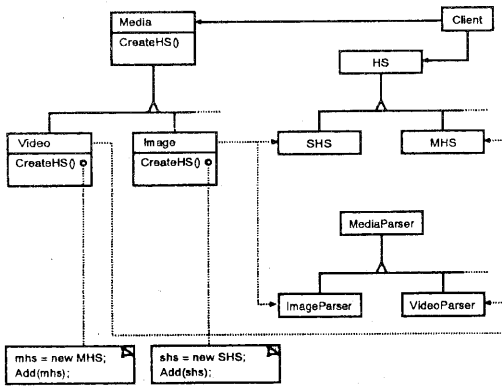 Media
Client
CreateHS()
HS
Video
Image
SHS
MHS
CreateHS()
CreateHS()
MediaParser
ImageParser
VideoParser
mhs = new MHS;
Add(mhs);
shs = new SHS;
Add(shs);